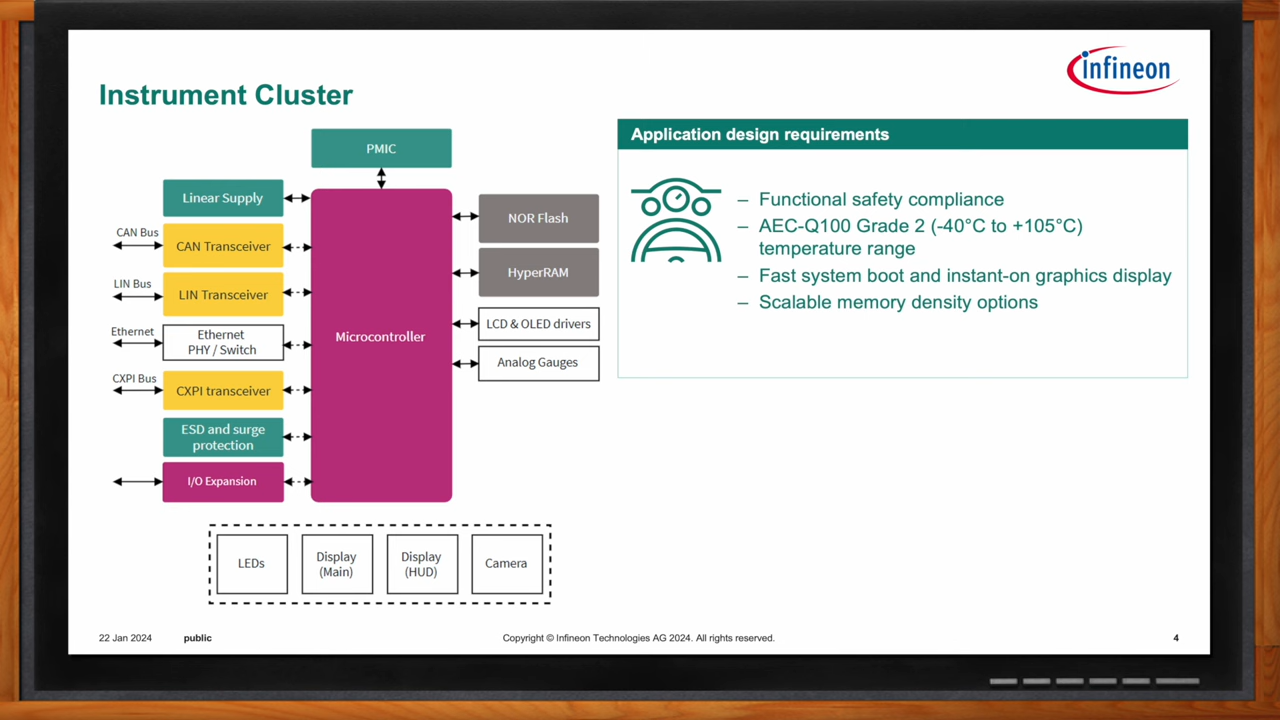 infineon
Instrument Cluster
PMIC
Linear Supply
CAN Bus
CAN Transceiver
LIN Bus
LIN Transceiver
Ethernet
Ethernet
PHY / Switch
CXPI Bus
CXPI transceiver
ESD and surge
protection
I/O Expansion
Microcontroller
NOR Flash
HyperRAM
LCD & OLED drivers
Analog Gauges
LEDs
Display
(Main)
Display
(HUD)
Camera
Application design requirements
– Functional safety compliance
– AEC-Q100 Grade 2 (-40°C to +105°C)
temperature range
– Fast system boot and instant-on graphics display
– Scalable memory density options
22 Jan 2024
public
Copyright © Infineon Technologies AG 2024. All rights reserved.
4